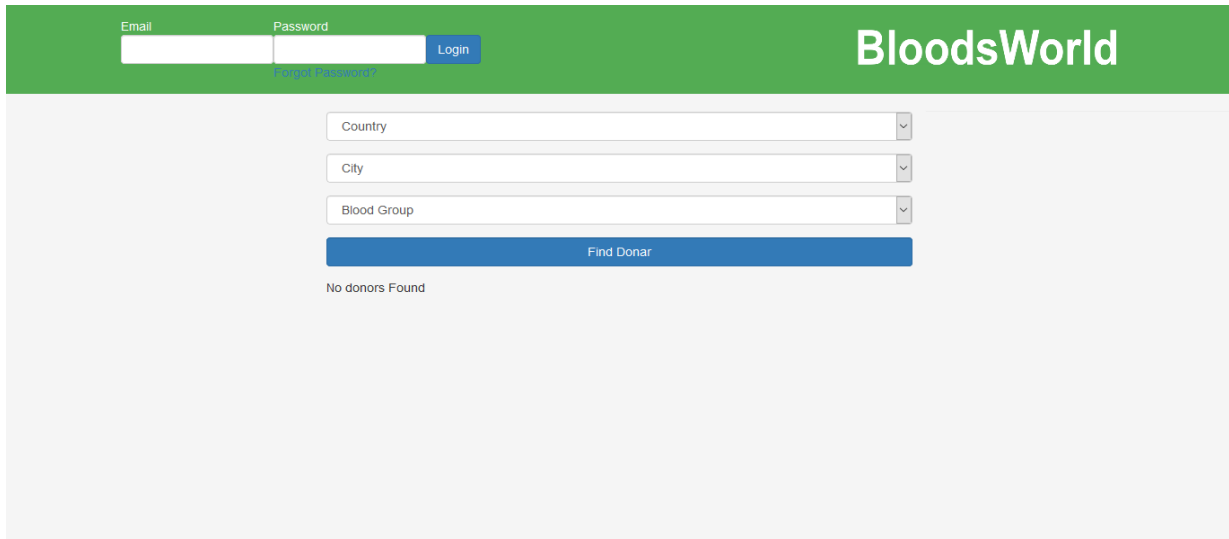 Email Password
Login
BloodsWorld
Forgot Password?
Country
City
Blood Group
Find Donar
No donors Found